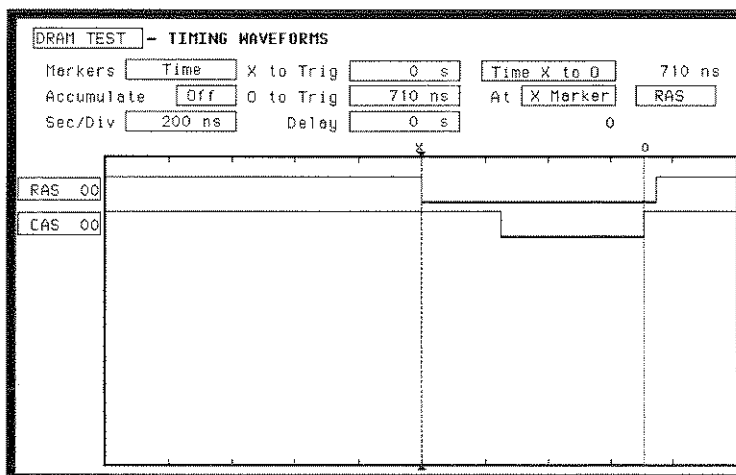 DRAM TEST - TIMING WAVEFORMS
Markers Time X to Trig 0 s Time X to O 710 ns
Accumulate Off O to Trig 710 ns At X Marker RAS
Sec/Div 200 ns Delay 0 s 0
X O
RAS 00
CAS 00